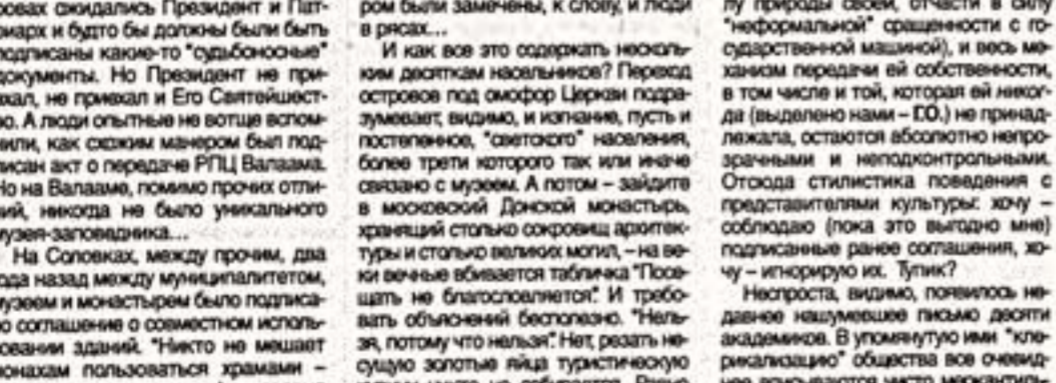 ровах ожидались Президент и Пат-
риарх и будто бы должны были быть
подписаны какие-то "судьбоносные"
документы. Но Президент не при-
ехал, не приехал и Его Святейшест-
во. А люди опытные не вотще вспом-
нили, как схожим манером был под-
писан акт о передаче РПЦ Валаама.
Но на Валааме, помимо прочих отли-
чий, никогда не было уникального
музея-заповедника...
На Соловках, между прочим, два
года назад между муниципалитетом,
музеем и монастырем было подписа-
но соглашение о совместном исполь-
зовании зданий. "Никто не мешает
монахам пользоваться храмами –
ром были замечены, к слову, и люди
в рясах...
И как все это содержать несколь-
ким десяткам насельников? Переход
островов под омофор Церкви подра-
зумевает, видимо, и изгнание, пусть и
постепенное, "светского" населения,
более трети которого так или иначе
связано с музеем. А потом – зайдите
в московский Донской монастырь,
хранящий столько сокровищ архитек-
туры и столько великих могил, – на ве-
ки вечные вбивается табличка "Посе-
щать не благословляется". И требо-
вать объяснений бесполезно. "Нель-
зя, потому что нельзя". Нет, резать не-
сущую золотые яйца туристическую
лу природы своей, отчасти в силу
"неформальной" сращенности с го-
сударственной машиной), и весь ме-
ханизм передачи ей собственности,
в том числе и той, которая ей никог-
да (выделено нами – Г.О.) не принад-
лежала, остаются абсолютно непро-
зрачными и неподконтрольными.
Отсюда стилистика поведения с
представителями культуры: хочу –
соблюдаю (пока это выгодно мне)
подписанные ранее соглашения, хо-
чу – игнорирую их. Тупик?
Неспроста, видимо, появилось не-
давнее нашумевшее письмо десяти
академиков. В упомянутую ими "кле-
рикализацию" общества все очевид-